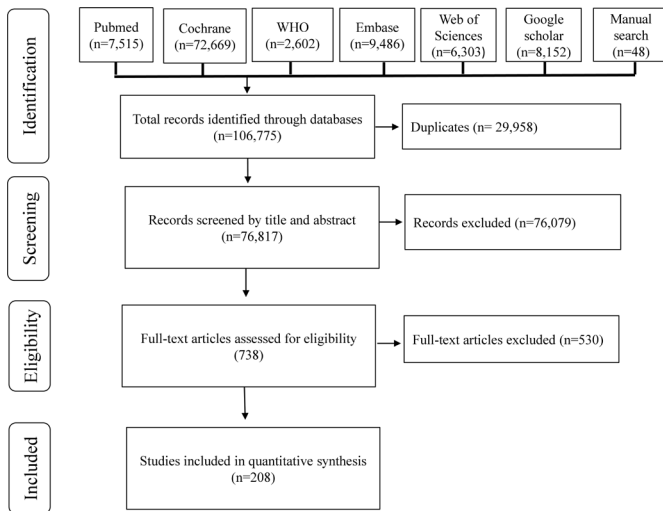 Identification
Pubmed
(n=7,515)
Cochrane
(n=72,669)
WHO
(n=2,602)
Embase
(n=9,486)
Web of
Sciences
(n=6,303)
Google
scholar
(n=8,152)
Manual
search
(n=48)
Total records identified through databases
(n=106,775)
Duplicates (n= 29,958)
Screening
Records screened by title and abstract
(n=76,817)
Records excluded (n=76,079)
Eligibility
Full-text articles assessed for eligibility
(738)
Full-text articles excluded (n=530)
Included
Studies included in quantitative synthesis
(n=208)